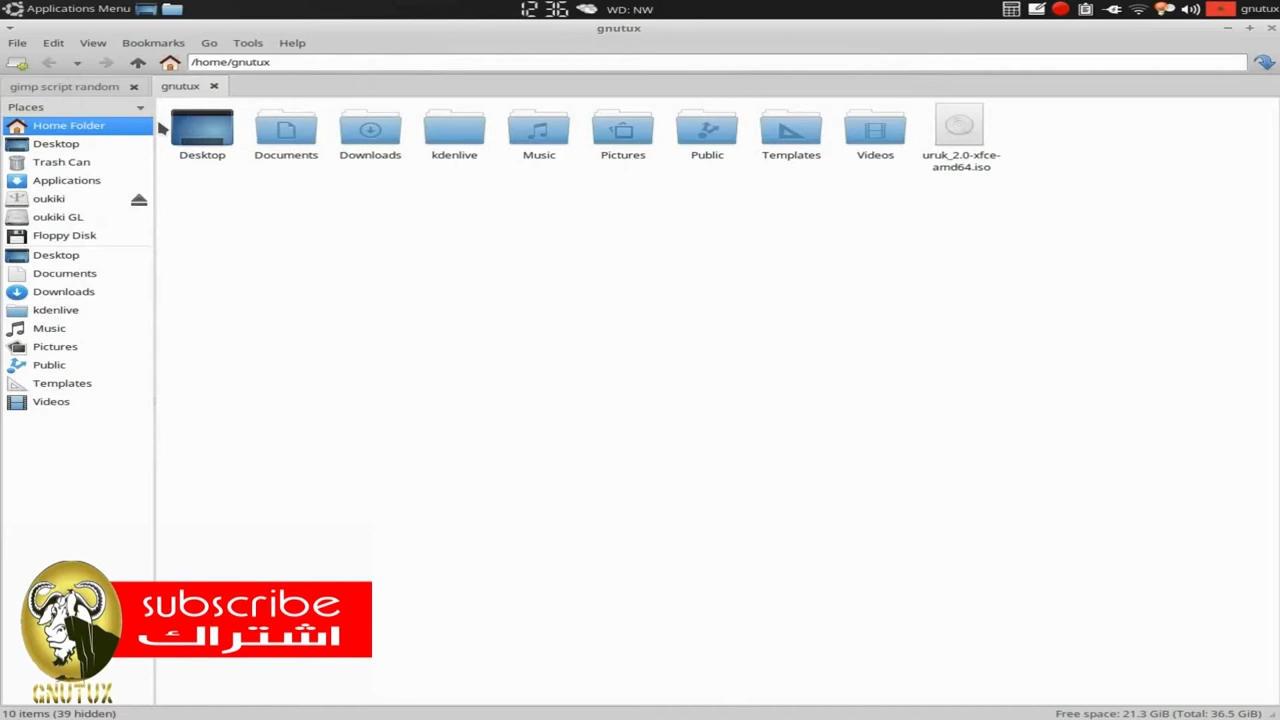 Applications Menu
12 36
WD: NW
gnutux
gnutux
File Edit View Bookmarks Go Tools Help
/home/gnutux
gimp script random
gnutux
Places
Home Folder
Desktop
Trash Can
Applications
oukiki
oukiki GL
Floppy Disk
Desktop
Documents
Downloads
kdenlive
Music
Pictures
Public
Templates
Videos
Desktop
Documents
Downloads
kdenlive
Music
Pictures
Public
Templates
Videos
uruk_2.0-xfce-
amd64.iso
subscribe
اشتراك
GNUTUX
10 items (39 hidden)
Free space: 21.3 GiB (Total: 36.5 GiB)